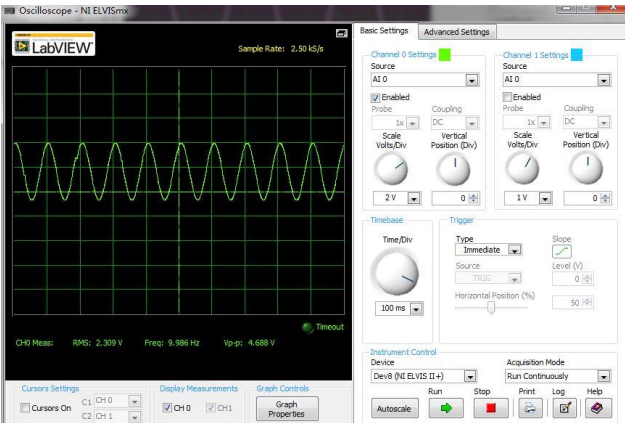 Oscilloscope - NI ELVISmx
LabVIEW
Sample Rate: 2.50 kS/s
CH0 Meas: RMS: 2.309 V Freq: 9.986 Hz Vp-p: 4.688 V
Timeout
Cursors Settings
Cursors On
C1 CH 0
C2 CH 1
Display Measurements
CH 0 CH1
Graph Controls
Graph
Properties
Basic Settings Advanced Settings
Channel 0 Settings
Source
AI 0
Enabled
Probe Coupling
1x DC
Scale Vertical
Volts/Div Position (Div)
2 V 0
Channel 1 Settings
Source
AI 0
Enabled
Probe Coupling
1x DC
Scale Vertical
Volts/Div Position (Div)
1 V 0
Timebase
Time/Div
100 ms
Trigger
Type Slope
Immediate
Source Level (V)
TRIG 0
Horizontal Position (%)
50
Instrument Control
Device Acquisition Mode
Dev8 (NI ELVIS II+) Run Continuously
Run Stop Print Log Help
Autoscale